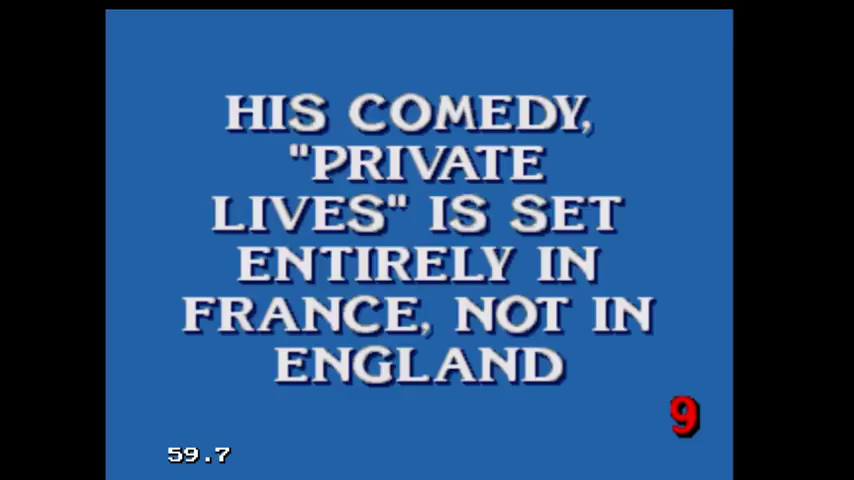 HIS COMEDY,
"PRIVATE
LIVES" IS SET
ENTIRELY IN
FRANCE, NOT IN
ENGLAND
9
59.7